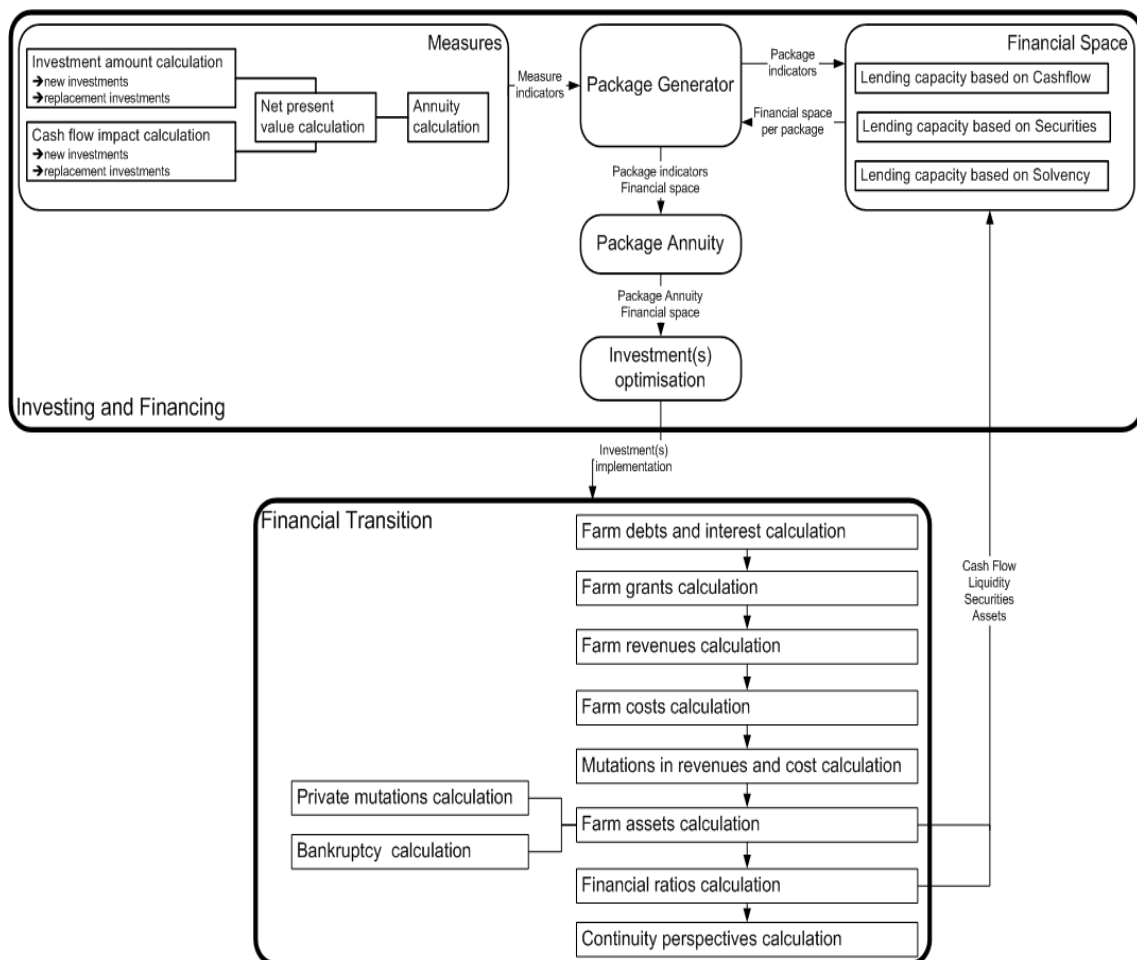 Measures
Investment amount calculation
➔new investments
➔replacement investments
Cash flow impact calculation
➔new investments
➔replacement investments
Net present
value calculation
Annuity
calculation
Measure
indicators
Package Generator
Package
indicators
Financial space
per package
Financial Space
Lending capacity based on Cashflow
Lending capacity based on Securities
Lending capacity based on Solvency
Package indicators
Financial space
Package Annuity
Package Annuity
Financial space
Investment(s)
optimisation
Investing and Financing
Investment(s)
implementation
Financial Transition
Farm debts and interest calculation
Farm grants calculation
Farm revenues calculation
Farm costs calculation
Mutations in revenues and cost calculation
Private mutations calculation
Bankruptcy calculation
Farm assets calculation
Financial ratios calculation
Continuity perspectives calculation
Cash Flow
Liquidity
Securities
Assets